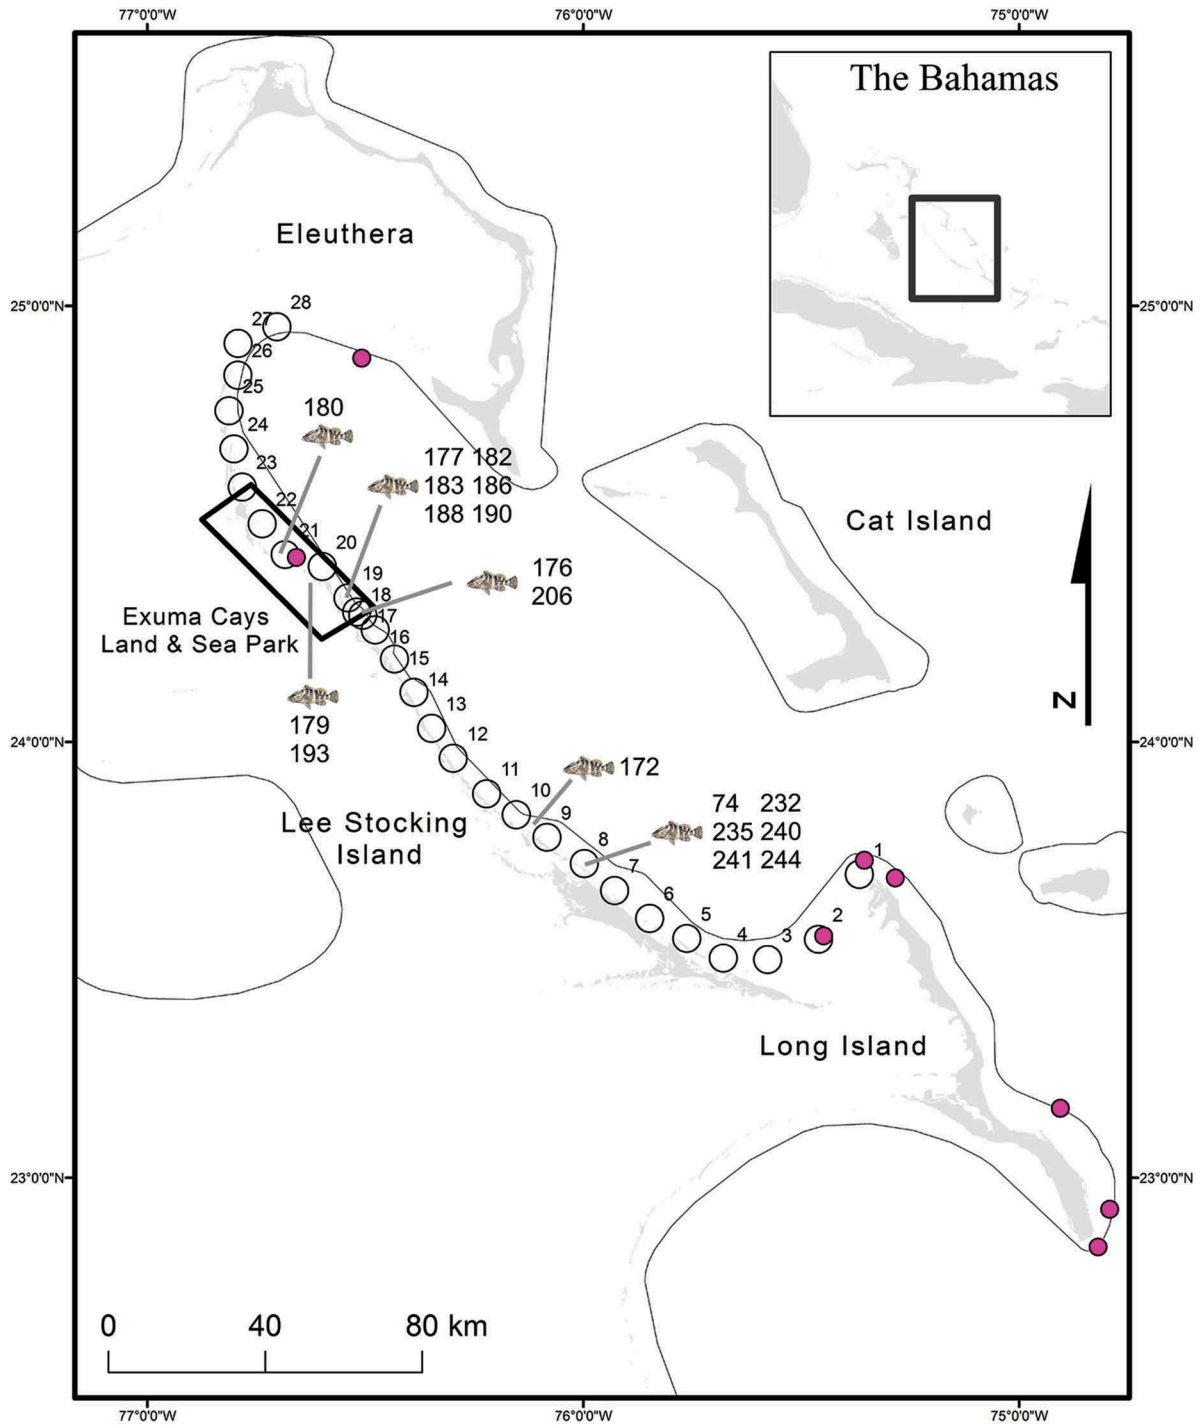 77°0'0"W 76°0'0"W 75°0'0"W
The Bahamas
Eleuthera
25°0'0"N 25°0'0"N
28
27
26
25
24
23
22
21
20
19
18
17
16
15
14
13
12
11
10
9
8
7
6
5
4
3
2
1
180
177 182
183 186
188 190
Cat Island
176
206
Exuma Cays
Land & Sea Park
179
193
N
24°0'0"N 24°0'0"N
172
Lee Stocking
Island
74 232
235 240
241 244
Long Island
23°0'0"N 23°0'0"N
0 40 80 km
77°0'0"W 76°0'0"W 75°0'0"W